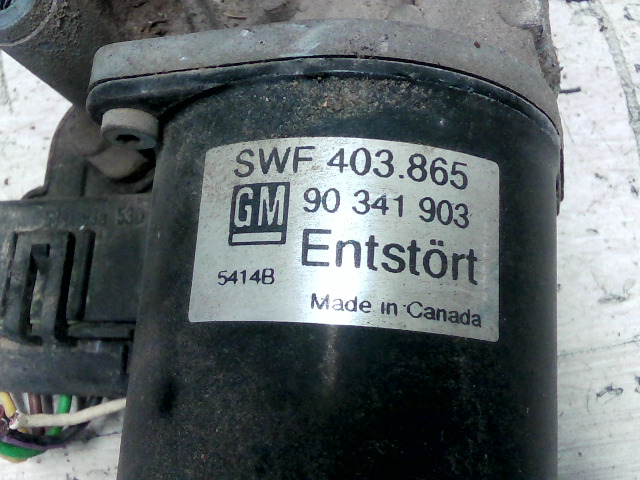 SWF 403.865
GM 90 341 903
Entstört
5414B
Made in Canada